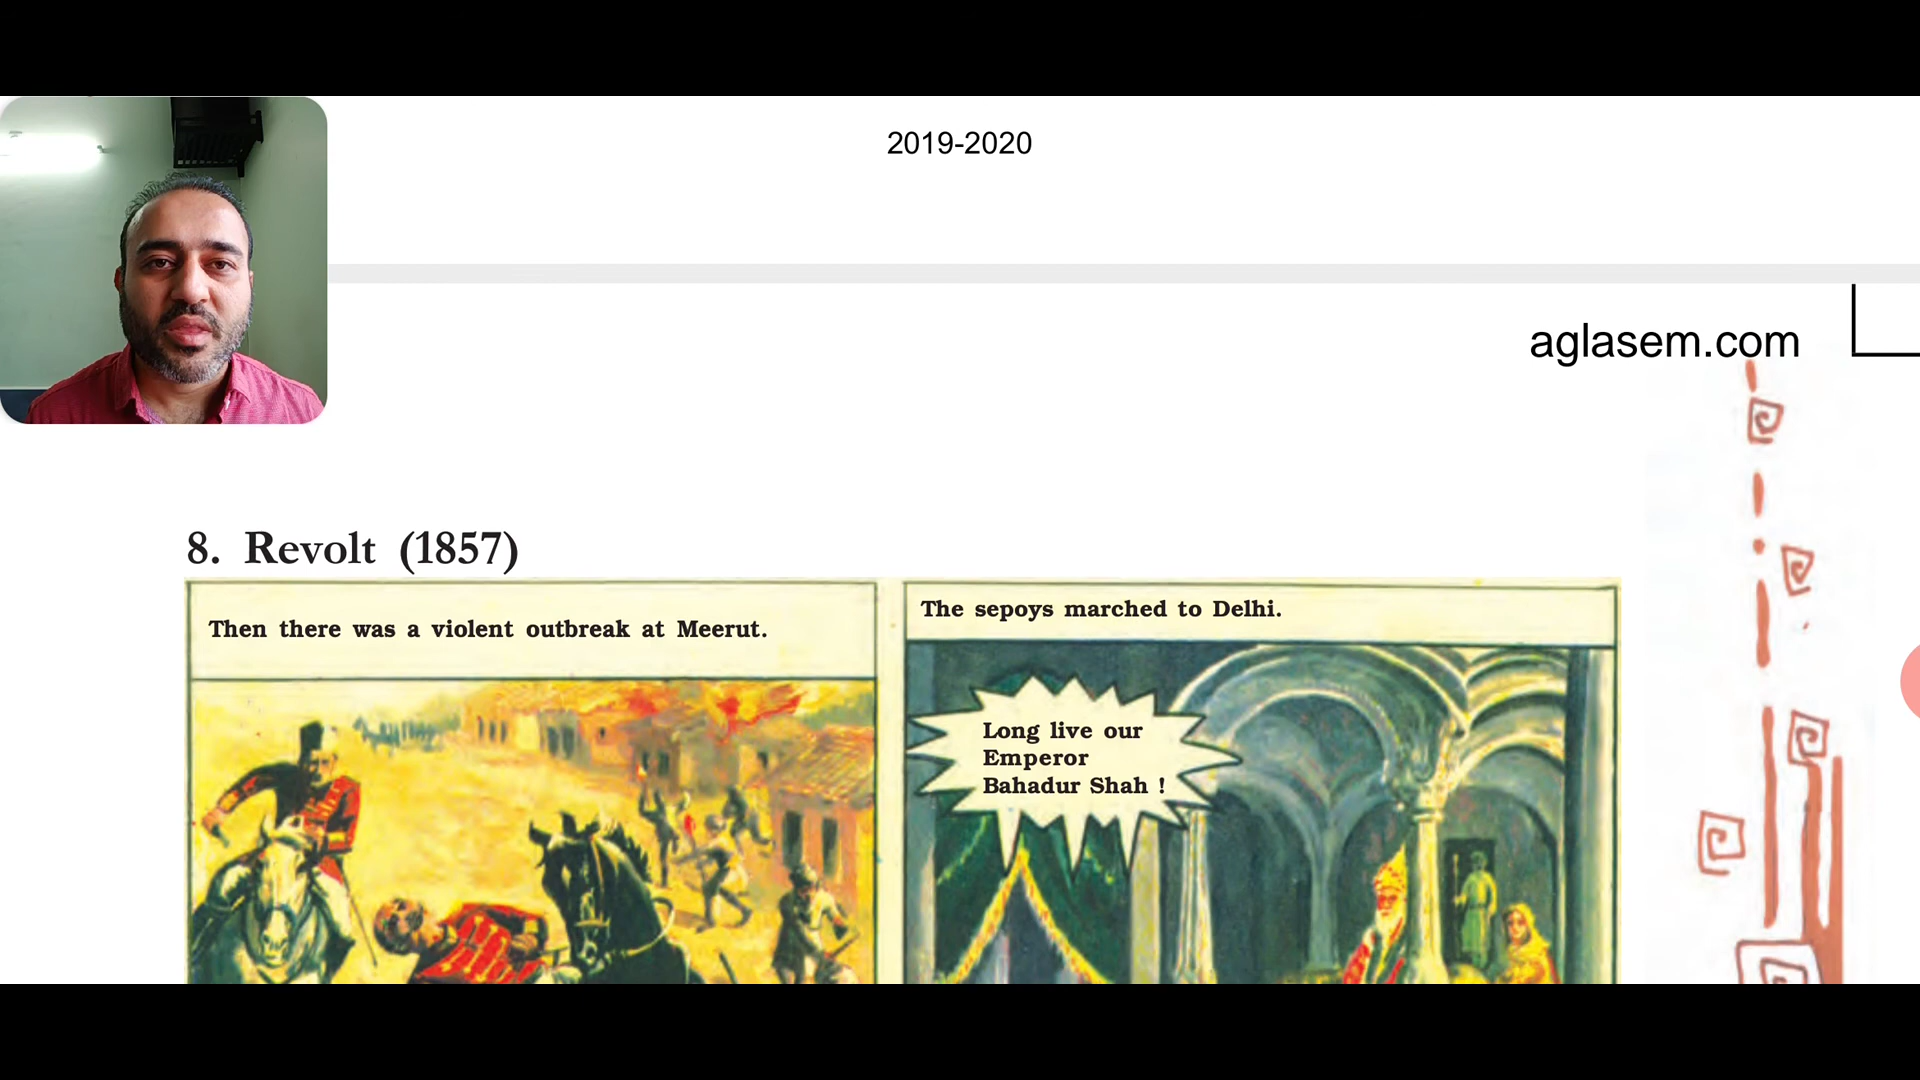 2019-2020
aglasem.com
8. Revolt (1857)
Then there was a violent outbreak at Meerut.
The sepoys marched to Delhi.
Long live our
Emperor
Bahadur Shah !